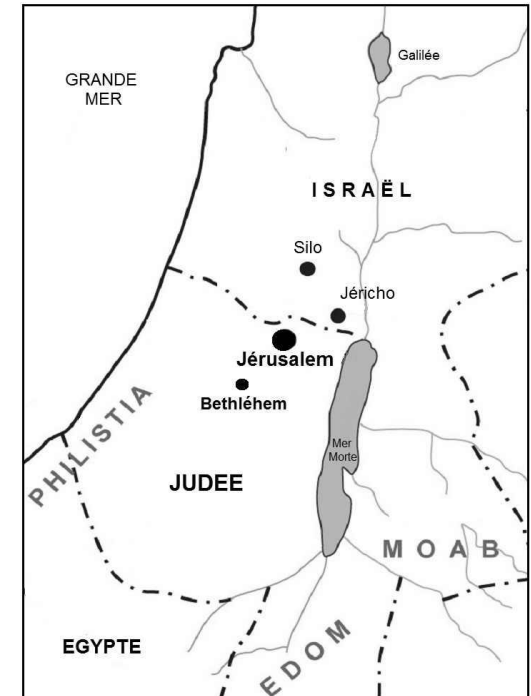 Galilée
GRANDE
MER
ISRAËL
Silo
Jéricho
Jérusalem
Bethléhem
PHILISTIA
Mer
Morte
JUDEE
MOAB
EGYPTE
EDOM